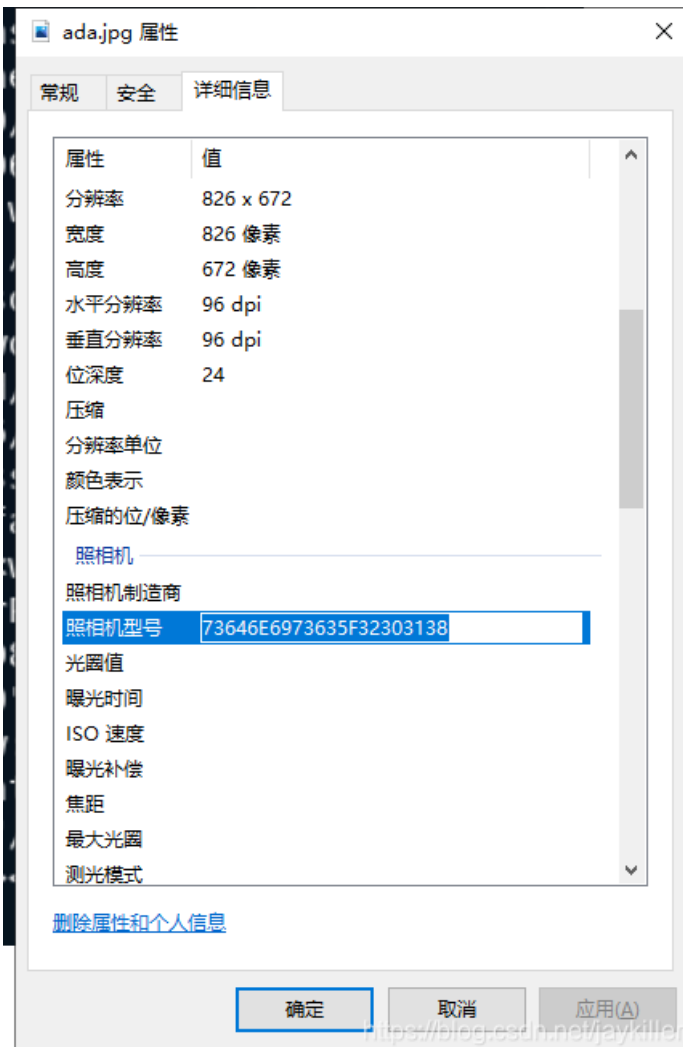 ada.jpg 属性
常规 安全 详细信息
属性 值
分辨率 826 x 672
宽度 826 像素
高度 672 像素
水平分辨率 96 dpi
垂直分辨率 96 dpi
位深度 24
压缩
分辨率单位
颜色表示
压缩的位/像素
照相机
照相机制造商
照相机型号 73646E6973635F32303138
光圈值
曝光时间
ISO 速度
曝光补偿
焦距
最大光圈
测光模式
删除属性和个人信息
确定 取消 应用(A)
https://blog.csdn.net/jaykiller